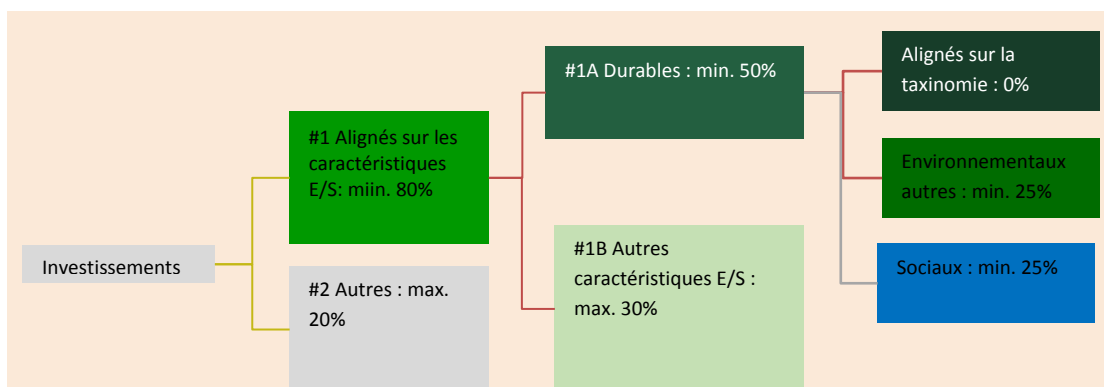 Investissements
#1 Alignés sur les
caractéristiques
E/S: miin. 80%
#2 Autres : max.
20%
#1A Durables : min. 50%
#1B Autres
caractéristiques E/S :
max. 30%
Alignés sur la
taxinomie : 0%
Environnementaux
autres : min. 25%
Sociaux : min. 25%